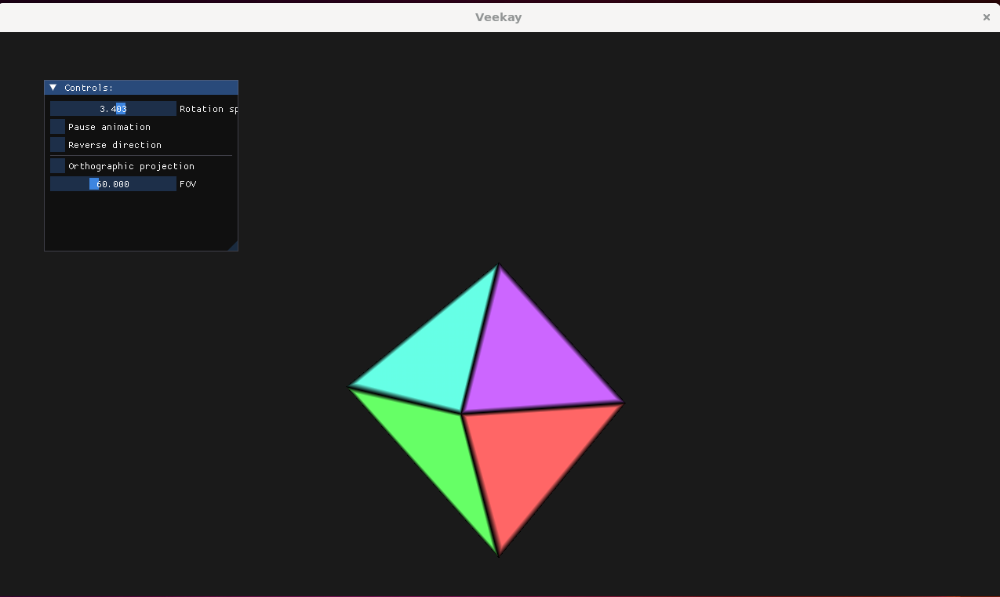 Veekay
Controls:
3.403 Rotation sp
Pause animation
Reverse direction
Orthographic projection
60.000 FOV